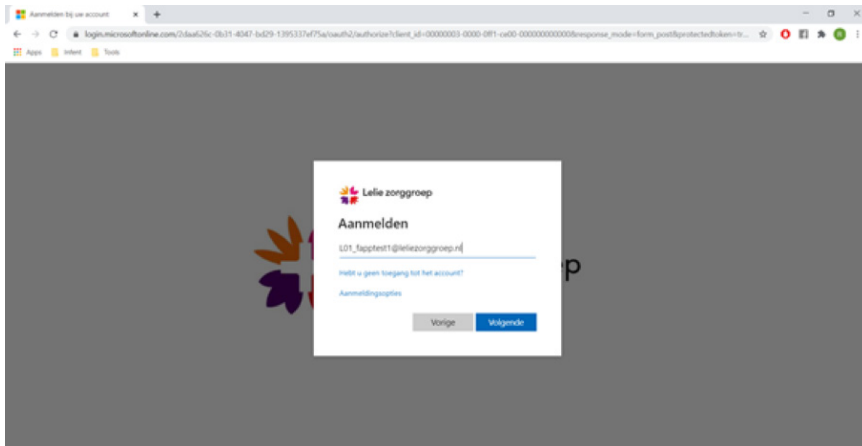 Aanmelden bij uw account
login.microsoftonline.com/2daa626c-0b31-4047-bd29-1395337ef75a/oauth2/authorize?client_id=00000003-0000-0ff1-ce00-000000000000&response_mode=form_post&protectedtoken=tr...
Apps Infent Tools
Lelie zorggroep
Aanmelden
L01_fapptest1@leliezorggroep.nl
Hebt u geen toegang tot het account?
Aanmeldingsopties
Vorige Volgende
p